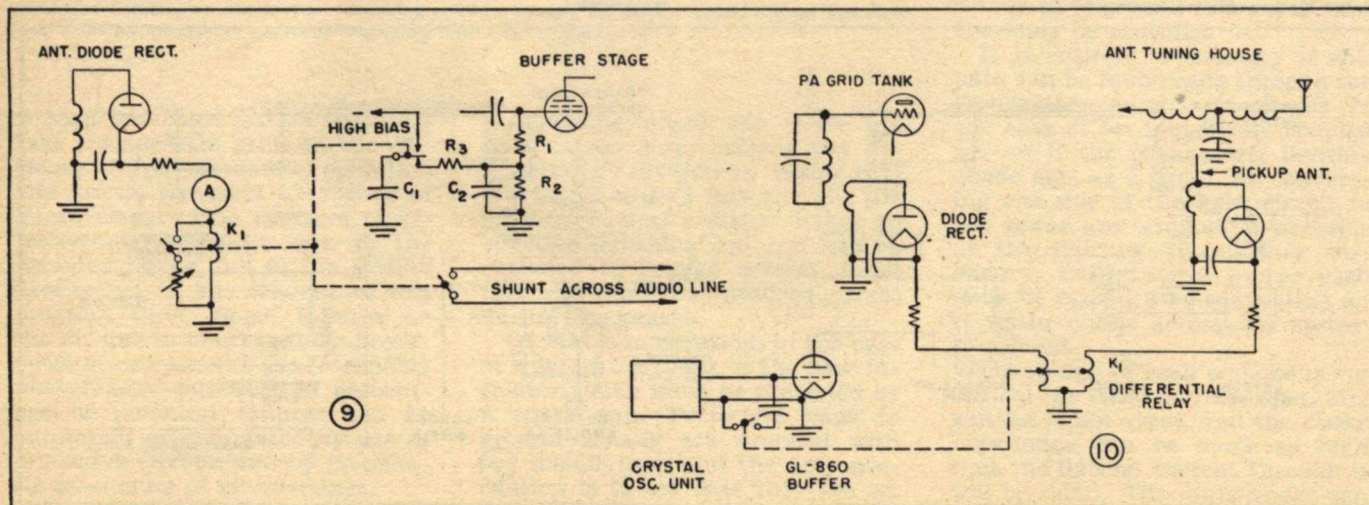 ANT. DIODE RECT.
A
K1
HIGH BIAS
BUFFER STAGE
R3
R1
C1
C2
R2
SHUNT ACROSS AUDIO LINE
9
PA GRID TANK
DIODE
RECT.
CRYSTAL
OSC. UNIT
GL-860
BUFFER
ANT. TUNING HOUSE
PICKUP ANT.
K1
DIFFERENTIAL
RELAY
10